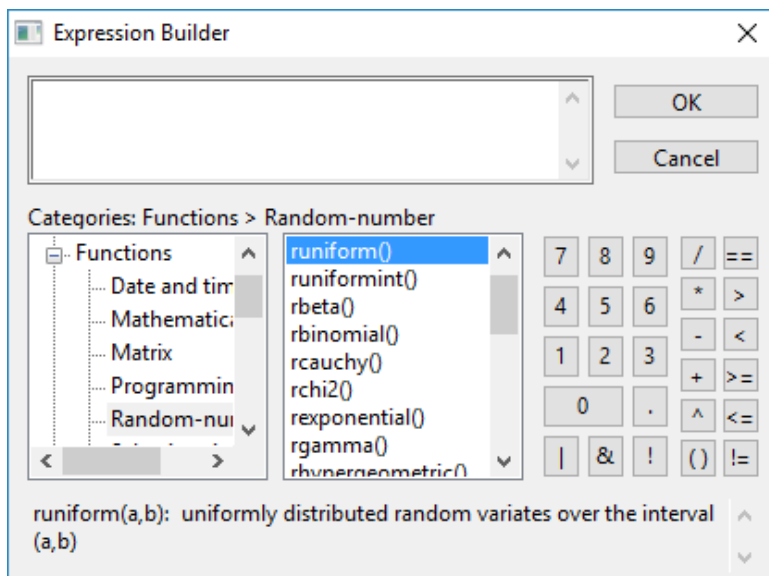 Expression Builder
OK
Cancel
Categories: Functions > Random-number
Functions
Date and tim
Mathematica
Matrix
Programmin
Random-nu
runiform()
runiformint()
rbeta()
rbinomial()
rcauchy()
rchi2()
rexponential()
rgamma()
rhypergeometric()
7 8 9 / ==
4 5 6 * >
1 2 3 - <
0 . + >=
^ <=
| & ! () !=
runiform(a,b): uniformly distributed random variates over the interval
(a,b)